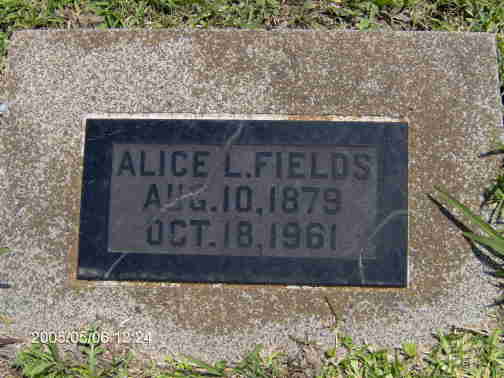 ALICE L. FIELDS
AUG. 10, 1879
OCT. 18, 1961
2005/05/06 12:24